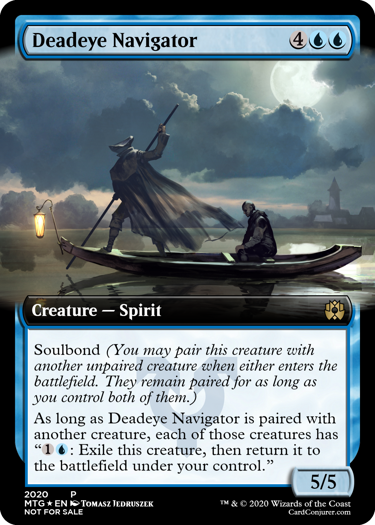 Deadeye Navigator 4
Creature — Spirit
Soulbond (You may pair this creature with
another unpaired creature when either enters the
battlefield. They remain paired for as long as
you control both of them.)
As long as Deadeye Navigator is paired with
another creature, each of those creatures has
“1: Exile this creature, then return it to
the battlefield under your control.”
5/5
2020 P
MTG ★ EN Tomasz Jedruszek
NOT FOR SALE
™ & © 2020 Wizards of the Coast
CardConjurer.com